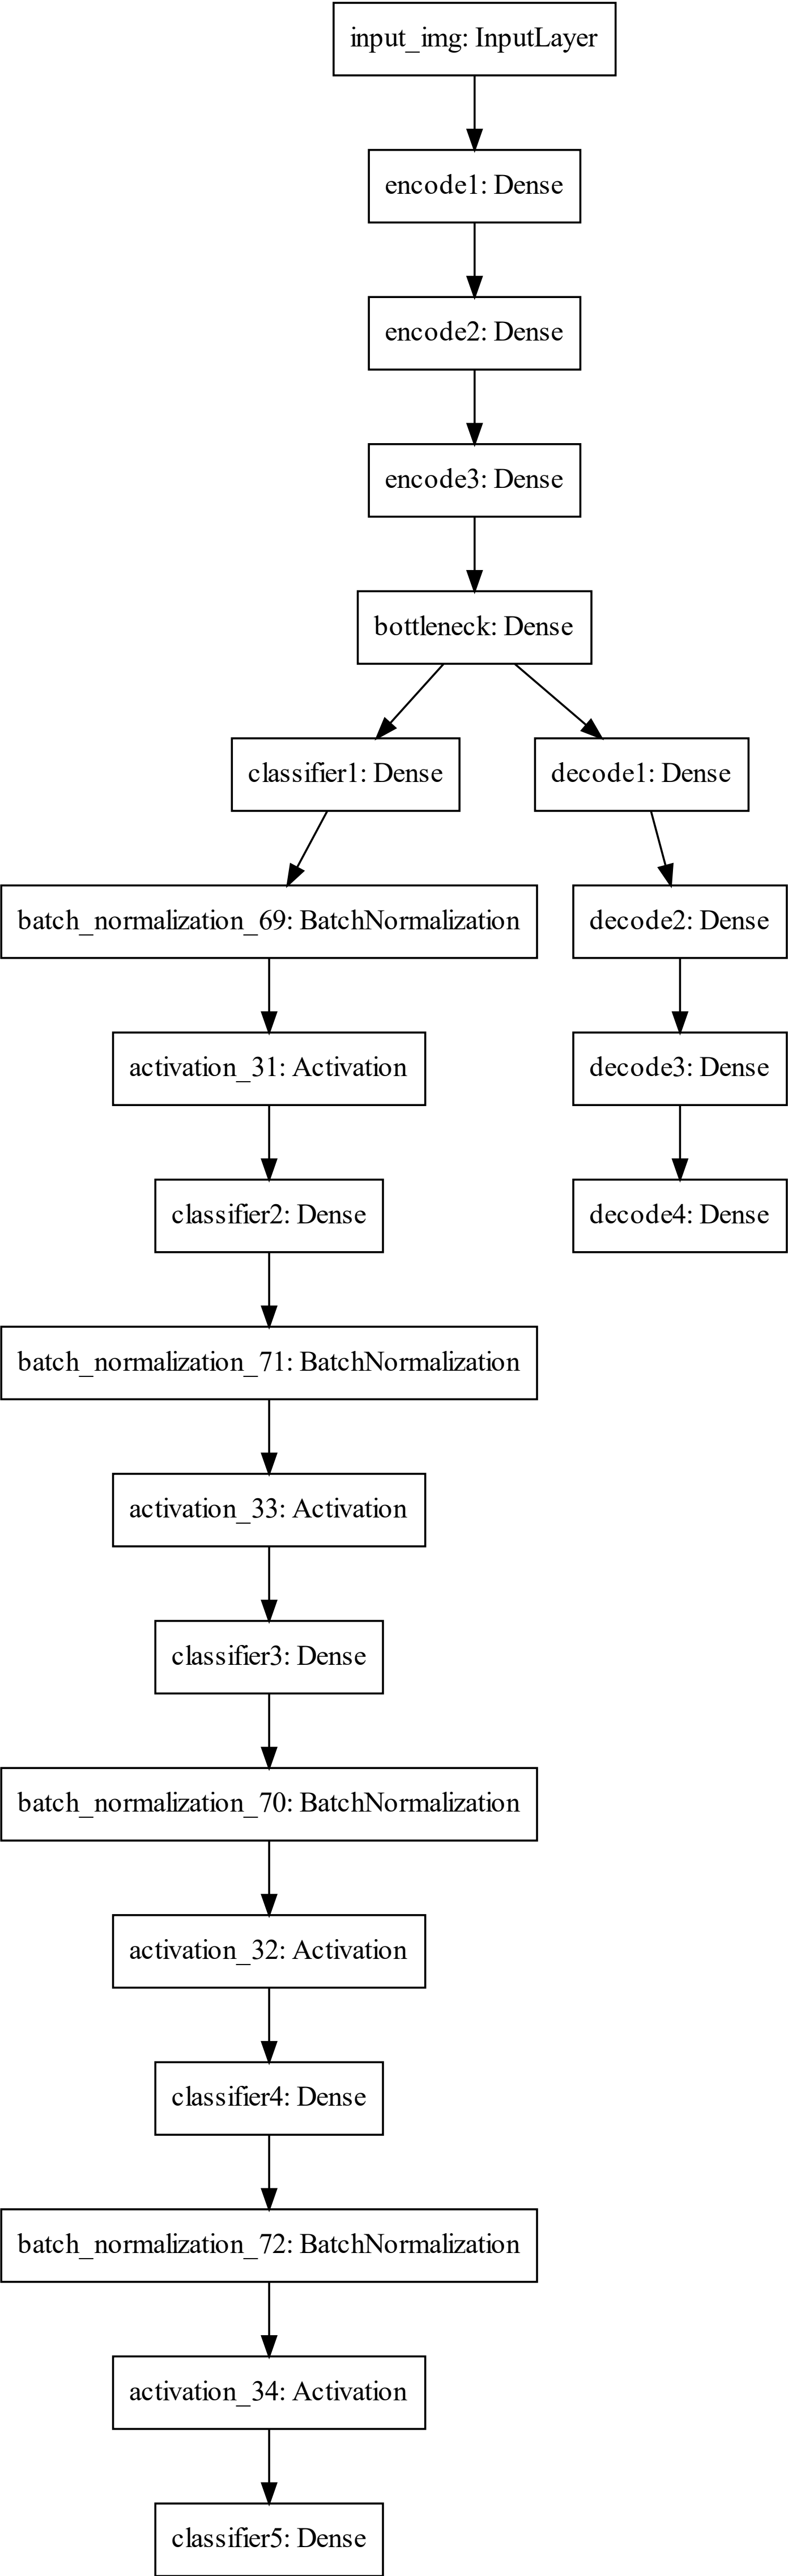 input_img: InputLayer
encode1: Dense
encode2: Dense
encode3: Dense
bottleneck: Dense
classifier1: Dense
decode1: Dense
batch_normalization_69: BatchNormalization
decode2: Dense
activation_31: Activation
decode3: Dense
classifier2: Dense
decode4: Dense
batch_normalization_71: BatchNormalization
activation_33: Activation
classifier3: Dense
batch_normalization_70: BatchNormalization
activation_32: Activation
classifier4: Dense
batch_normalization_72: BatchNormalization
activation_34: Activation
classifier5: Dense